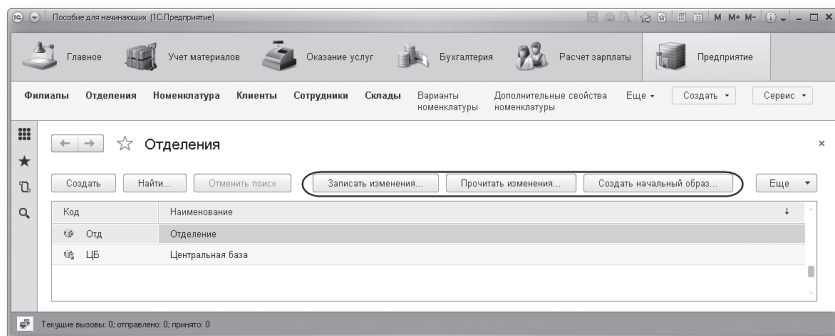 Пособие для начинающих (1С:Предприятие)
M M+ M-
Главное Учет материалов Оказание услуг Бухгалтерия Расчет зарплаты Предприятие
Филиалы Отделения Номенклатура Клиенты Сотрудники Склады Варианты номенклатуры Дополнительные свойства номенклатуры Еще Создать Сервис
Отделения
Создать Найти... Отменить поиск Записать изменения... Прочитать изменения... Создать начальный образ... Еще
Код Наименование
Отд Отделение
ЦБ Центральная база
Текущие вызовы: 0; отправлено: 0; принято: 0